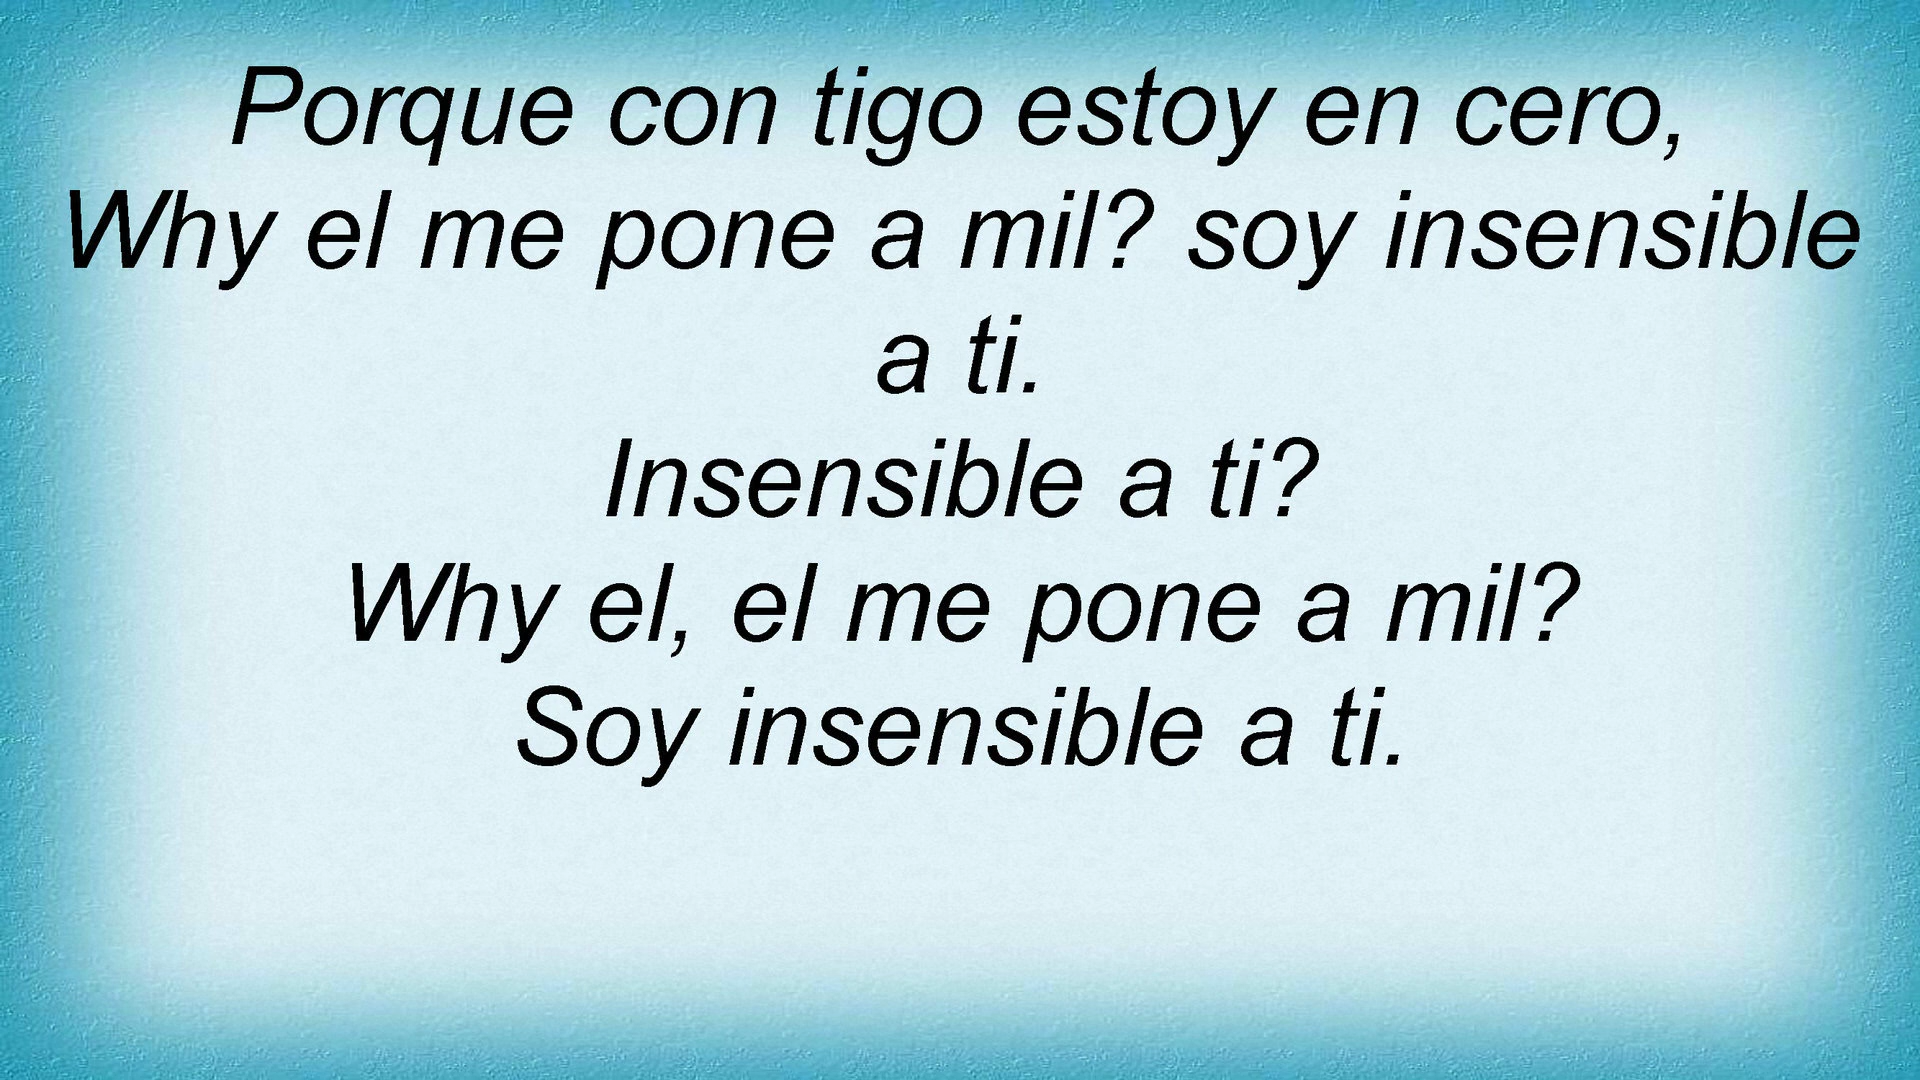 Porque con tigo estoy en cero,
Why el me pone a mil? soy insensible
a ti.
Insensible a ti?
Why el, el me pone a mil?
Soy insensible a ti.